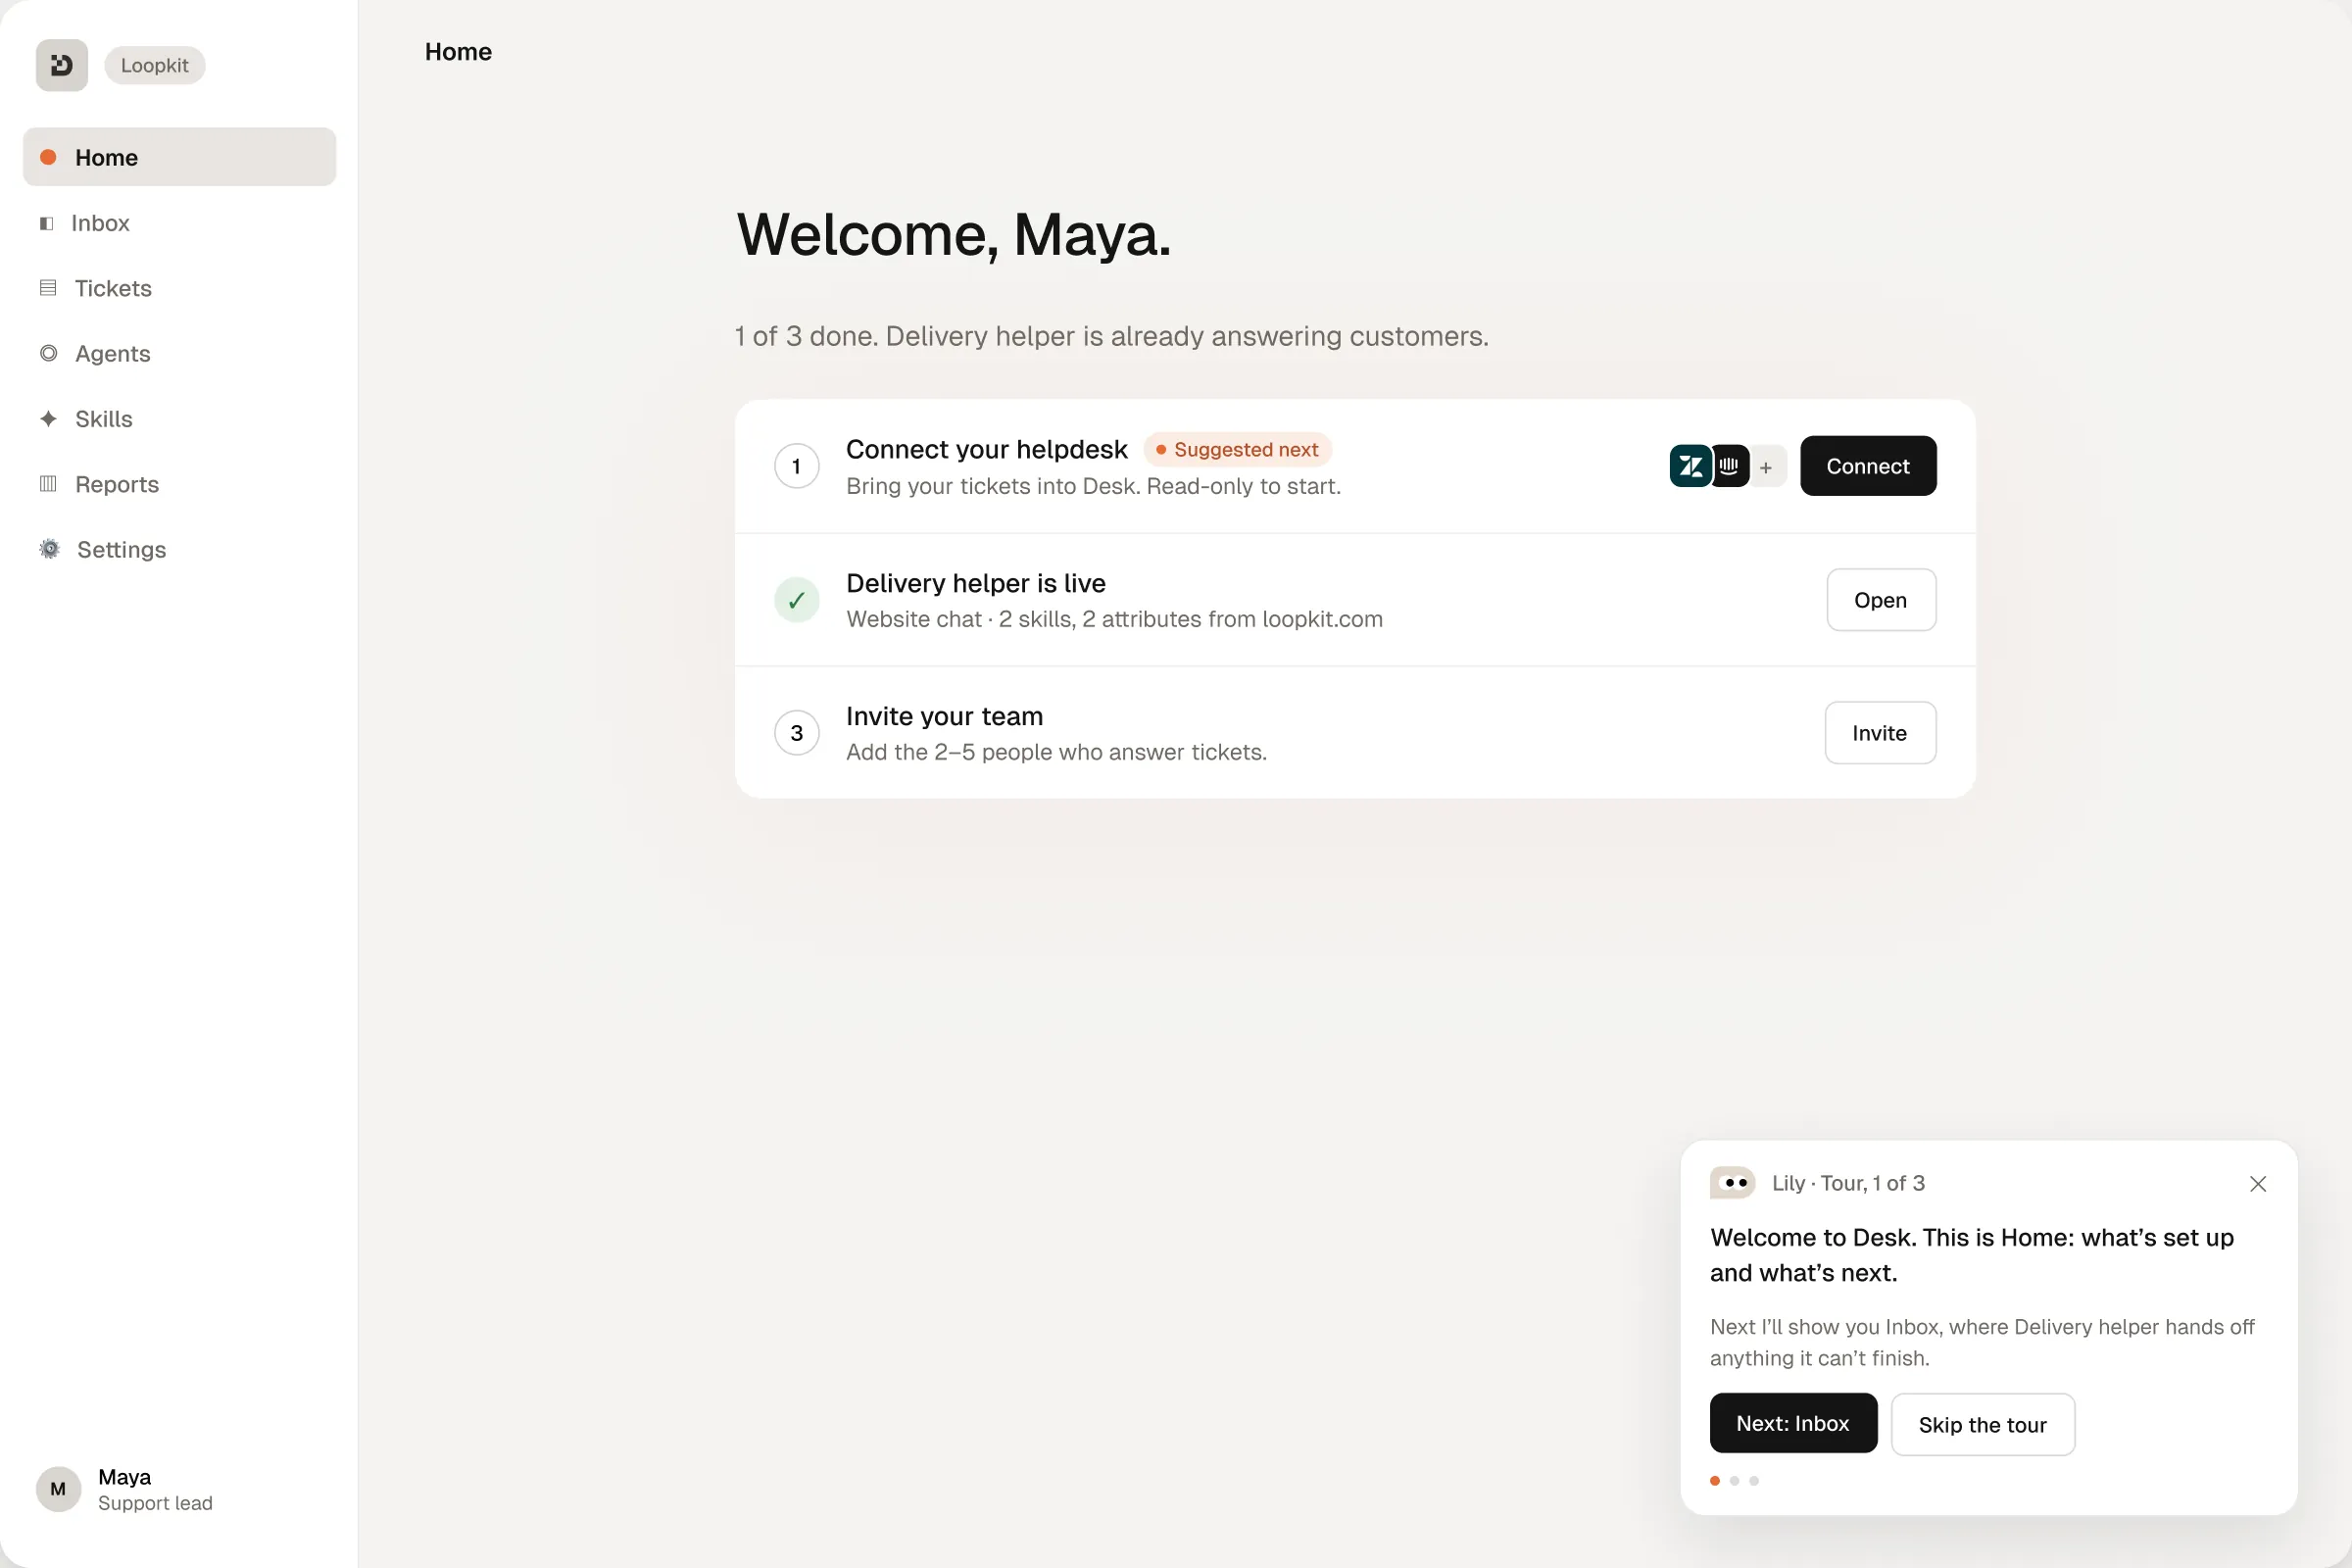 Loopkit
Home
Inbox
Tickets
Agents
Skills
Reports
Settings
Maya
Support lead
M
Home
Welcome, Maya.
1 of 3 done. Delivery helper is already answering customers.
1
Connect your helpdesk
Suggested next
Bring your tickets into Desk. Read-only to start.
+
Connect
✓
Delivery helper is live
Website chat · 2 skills, 2 attributes from loopkit.com
Open
3
Invite your team
Add the 2–5 people who answer tickets.
Invite
Lily · Tour, 1 of 3
Welcome to Desk. This is Home: what’s set up
and what’s next.
Next I’ll show you Inbox, where Delivery helper hands off
anything it can’t finish.
Next: Inbox
Skip the tour